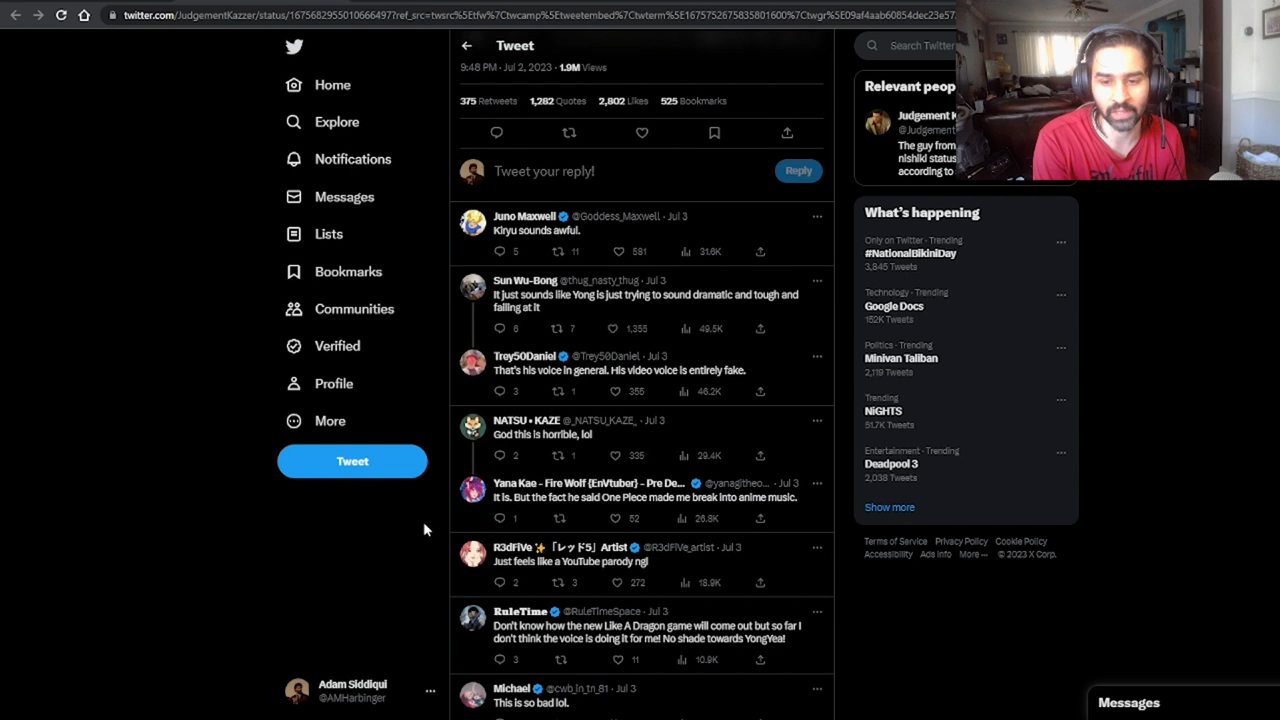 twitter.com/JudgementKazzer/status/1675682955010666497?ref_src=twsrc%5Etfw%7Ctwcamp%5Etweetembed%7Ctwterm%5E1675752675835801600%7Ctwgr%5E09af4aab60854dec23e57
Tweet
Search Twitter
9:48 PM · Jul 2, 2023 · 1.9M Views
375 Retweets 1,282 Quotes 2,802 Likes 525 Bookmarks
Tweet your reply!
Reply
Home
Explore
Notifications
Messages
Lists
Bookmarks
Communities
Verified
Profile
More
Tweet
Adam Siddiqui
@AMHarbinger
Juno Maxwell @Goddess_Maxwell · Jul 3
Kiryu sounds awful.
5 11 581 31.6K
Sun Wu-Bong @thug_nasty_thug · Jul 3
It just sounds like Yong is just trying to sound dramatic and tough and
failing at it
6 7 1,355 49.5K
Trey50Daniel @Trey50Daniel · Jul 3
That's his voice in general. His video voice is entirely fake.
3 1 355 46.2K
NATSU • KAZE @_NATSU_KAZE_ · Jul 3
God this is horrible, lol
2 1 335 29.4K
Yana Kae - Fire Wolf {EnVtuber} - Pre De... @yanagitheo... · Jul 3
It is. But the fact he said One Piece made me break into anime music.
1 52 26.8K
R3dFiVe ✨「レッド5」Artist @R3dFiVe_artist · Jul 3
Just feels like a YouTube parody ngl
2 3 272 18.9K
RuleTime @RuleTimeSpace · Jul 3
Don't know how the new Like A Dragon game will come out but so far I
don't think the voice is doing it for me! No shade towards YongYea!
3 11 10.9K
Michael @cwb_in_tn_81 · Jul 3
This is so bad lol.
Relevant peop
Judgement K
@Judgement
The guy from
nishiki status
according to
What's happening
Only on Twitter · Trending
#NationalBikiniDay
3,845 Tweets
Technology · Trending
Google Docs
152K Tweets
Politics · Trending
Minivan Taliban
2,119 Tweets
Trending
NiGHTS
51.7K Tweets
Entertainment · Trending
Deadpool 3
2,038 Tweets
Show more
Terms of Service Privacy Policy Cookie Policy
Accessibility Ads info More ··· © 2023 X Corp.
Messages